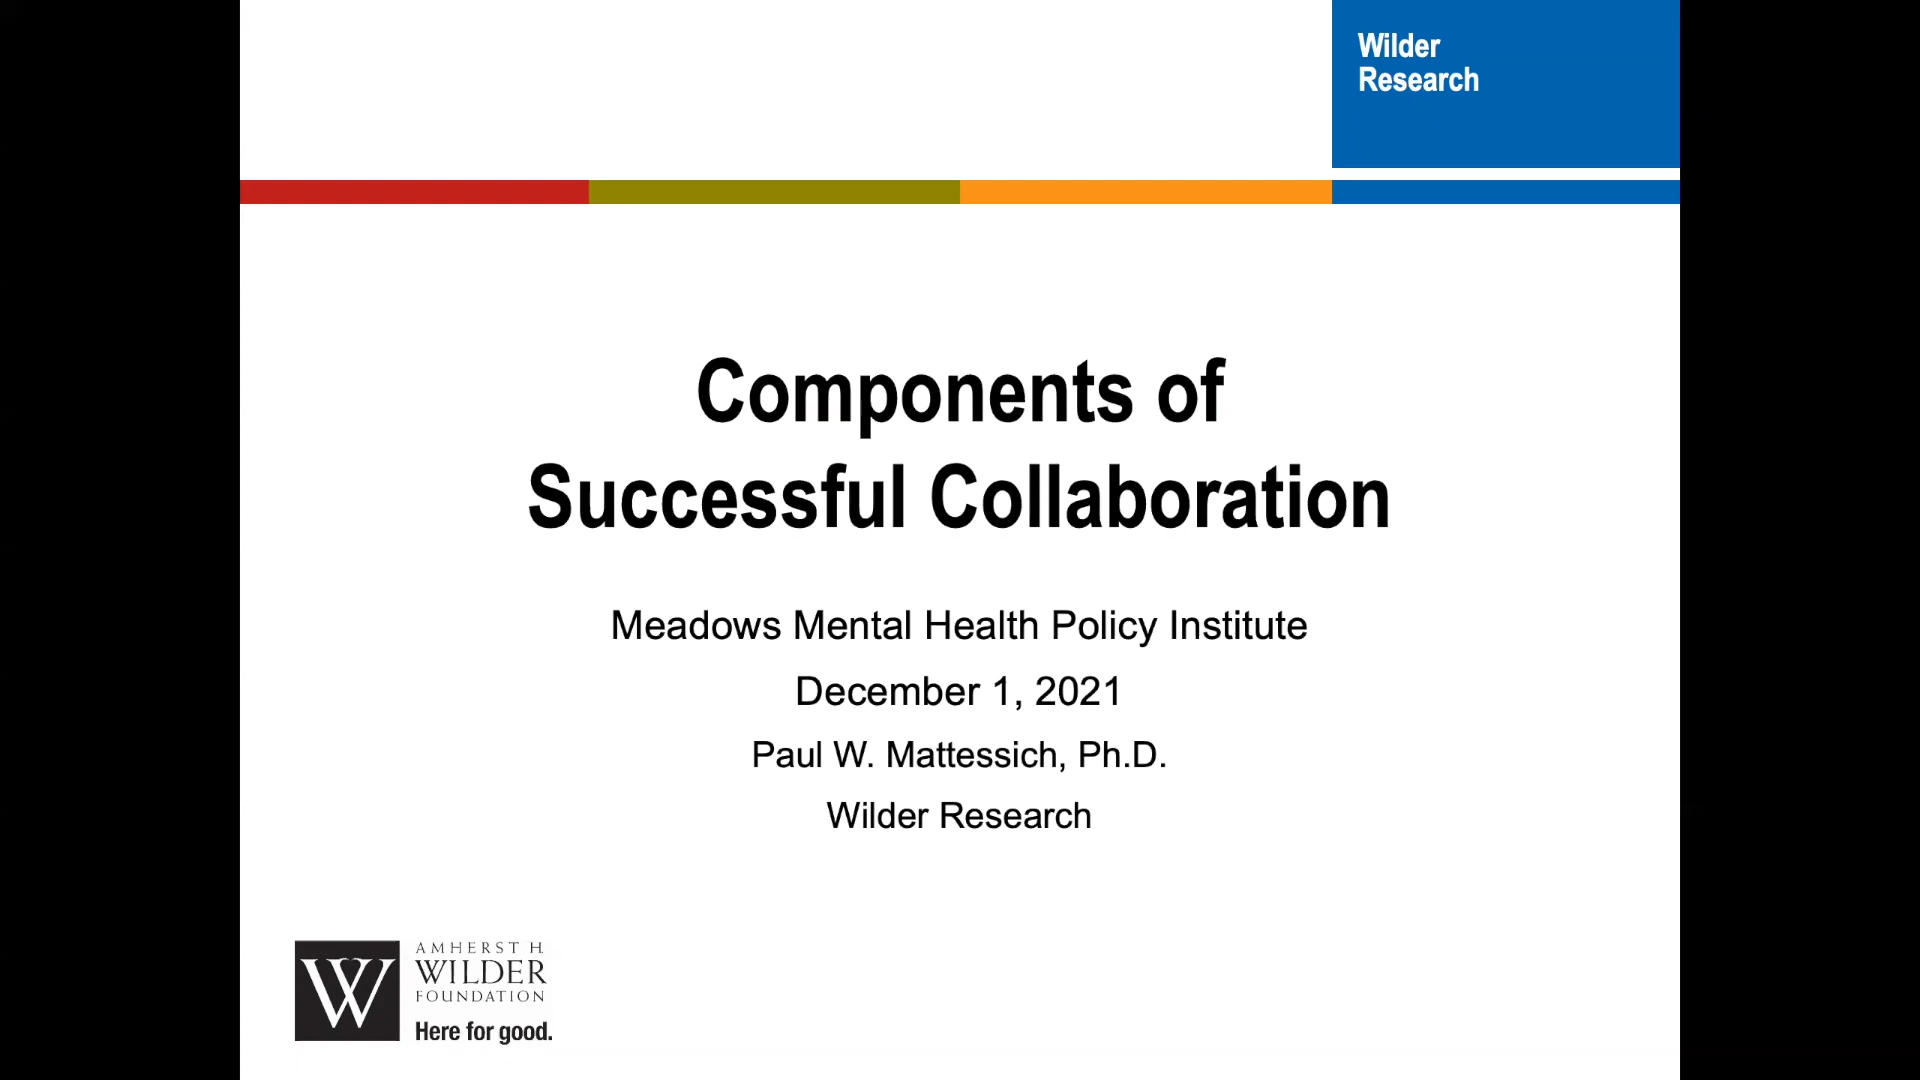 Wilder
Research
Components of
Successful Collaboration
Meadows Mental Health Policy Institute
December 1, 2021
Paul W. Mattessich, Ph.D.
Wilder Research
W
AMHERST H.
WILDER
FOUNDATION
Here for good.